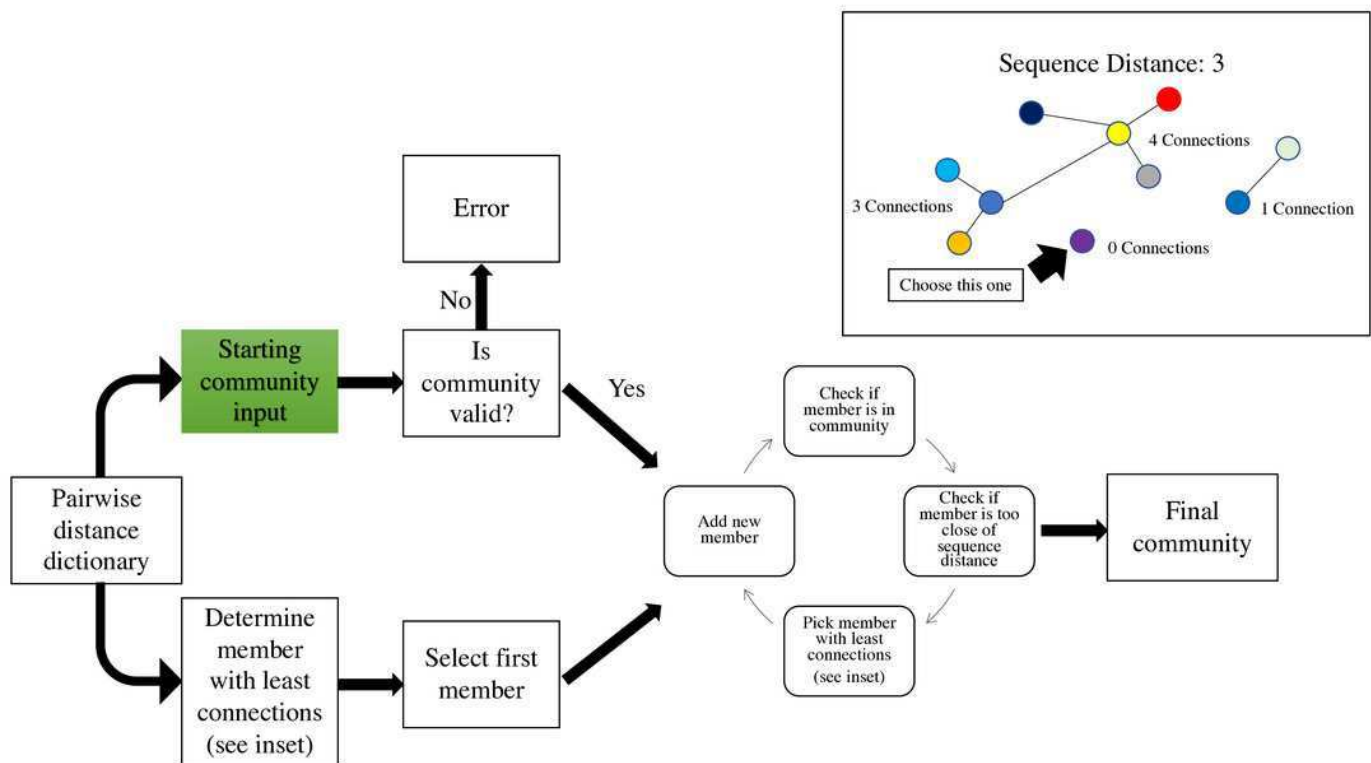 Sequence Distance: 3
4 Connections
3 Connections
1 Connection
0 Connections
Choose this one
Error
No
Starting
community
input
Is
community
valid?
Yes
Check if
member is in
community
Pairwise
distance
dictionary
Add new
member
Check if
member is too
close of
sequence
distance
Final
community
Determine
member
with least
connections
(see inset)
Select first
member
Pick member
with least
connections
(see inset)